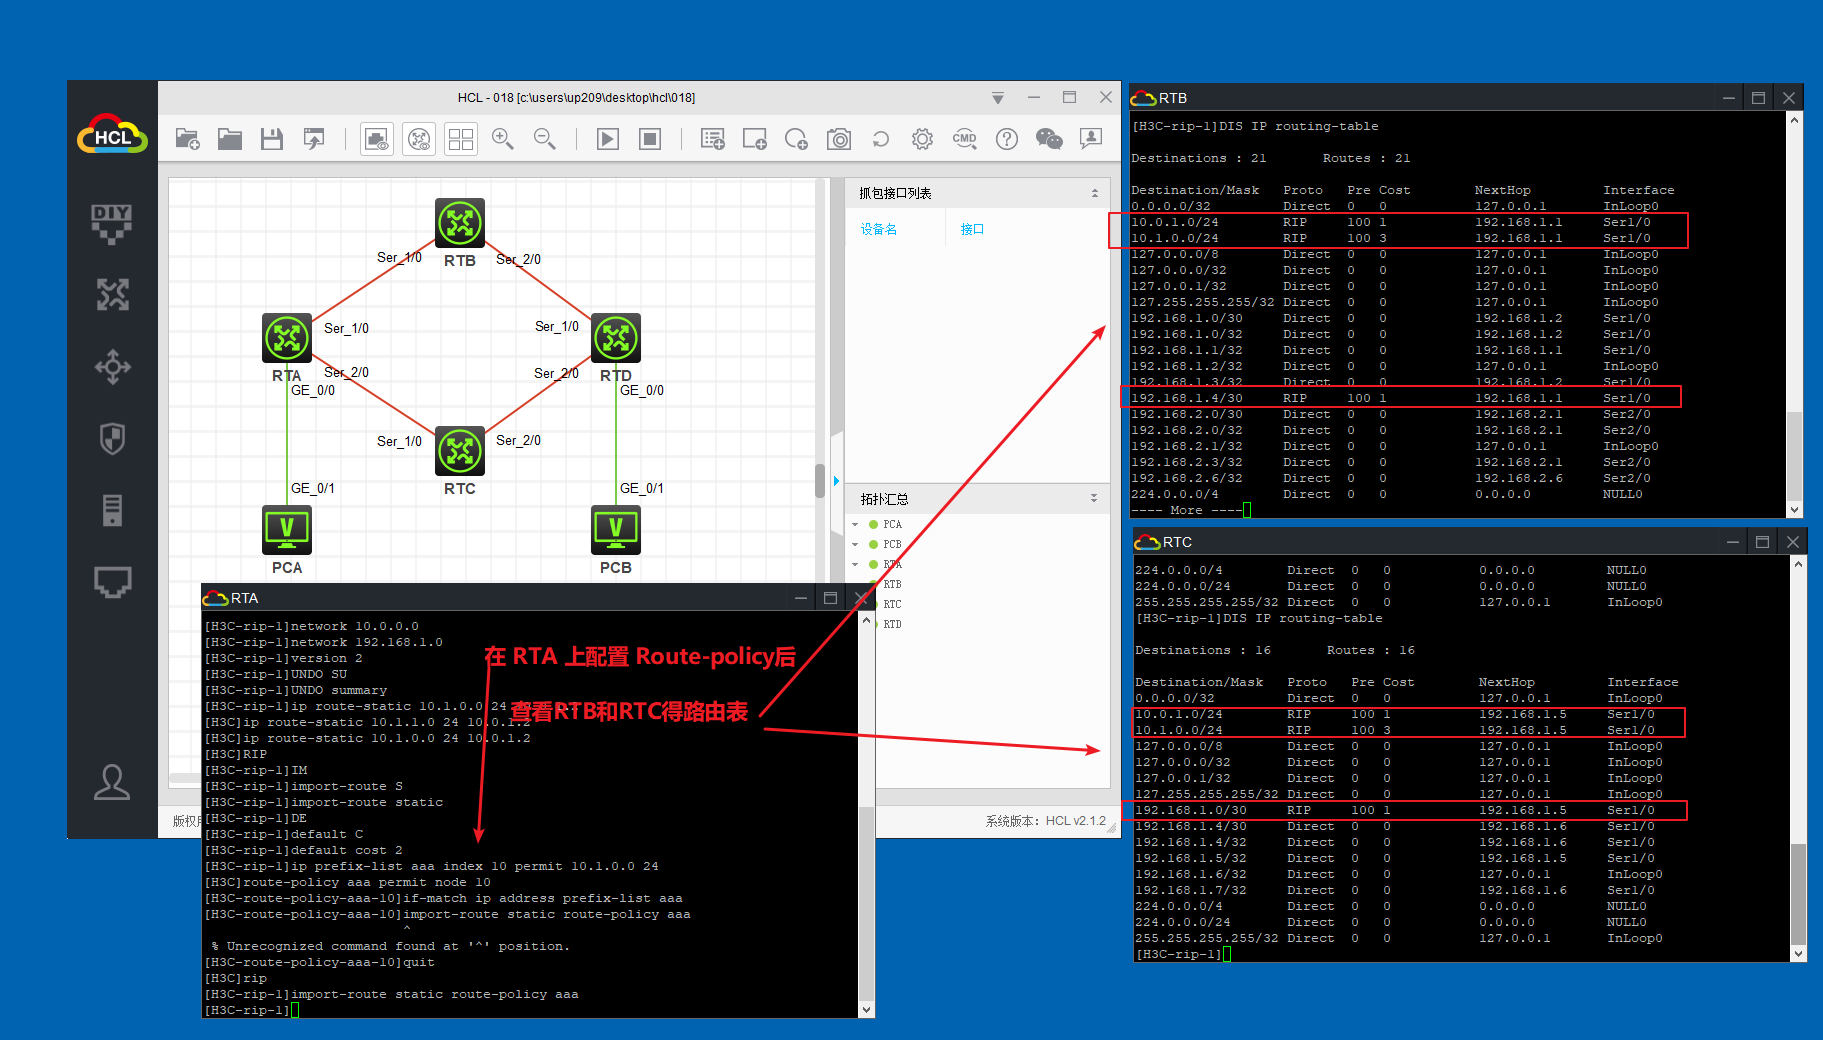 HCL - 018 [c:\users\up209\desktop\hcl\018]
HCL
DIY
CMD
RTB
Ser_1/0
Ser_2/0
RTA
Ser_1/0
Ser_2/0
GE_0/0
RTD
Ser_1/0
Ser_2/0
GE_0/0
RTC
Ser_1/0
Ser_2/0
GE_0/1
GE_0/1
PCA
PCB
抓包接口列表
设备名 接口
拓扑汇总
PCA
PCB
RTA
RTB
RTC
RTD
版权
系统版本：HCL v2.1.2
RTA
[H3C-rip-1]network 10.0.0.0
[H3C-rip-1]network 192.168.1.0
[H3C-rip-1]version 2
[H3C-rip-1]UNDO SU
[H3C-rip-1]UNDO summary
[H3C-rip-1]ip route-static 10.1.0.0 24
[H3C]ip route-static 10.1.1.0 24 10.0.1.2
[H3C]ip route-static 10.1.0.0 24 10.0.1.2
[H3C]RIP
[H3C-rip-1]IM
[H3C-rip-1]import-route S
[H3C-rip-1]import-route static
[H3C-rip-1]DE
[H3C-rip-1]default C
[H3C-rip-1]default cost 2
[H3C-rip-1]ip prefix-list aaa index 10 permit 10.1.0.0 24
[H3C]route-policy aaa permit node 10
[H3C-route-policy-aaa-10]if-match ip address prefix-list aaa
[H3C-route-policy-aaa-10]import-route static route-policy aaa
^
% Unrecognized command found at '^' position.
[H3C-route-policy-aaa-10]quit
[H3C]rip
[H3C-rip-1]import-route static route-policy aaa
[H3C-rip-1]
在 RTA 上配置 Route-policy后
查看RTB和RTC得路由表
RTB
[H3C-rip-1]DIS IP routing-table
Destinations : 21 Routes : 21
Destination/Mask Proto Pre Cost NextHop Interface
0.0.0.0/32 Direct 0 0 127.0.0.1 InLoop0
10.0.1.0/24 RIP 100 1 192.168.1.1 Ser1/0
10.1.0.0/24 RIP 100 3 192.168.1.1 Ser1/0
127.0.0.0/8 Direct 0 0 127.0.0.1 InLoop0
127.0.0.0/32 Direct 0 0 127.0.0.1 InLoop0
127.0.0.1/32 Direct 0 0 127.0.0.1 InLoop0
127.255.255.255/32 Direct 0 0 127.0.0.1 InLoop0
192.168.1.0/30 Direct 0 0 192.168.1.2 Ser1/0
192.168.1.0/32 Direct 0 0 192.168.1.2 Ser1/0
192.168.1.1/32 Direct 0 0 192.168.1.1 Ser1/0
192.168.1.2/32 Direct 0 0 127.0.0.1 InLoop0
192.168.1.3/32 Direct 0 0 192.168.1.2 Ser1/0
192.168.1.4/30 RIP 100 1 192.168.1.1 Ser1/0
192.168.2.0/30 Direct 0 0 192.168.2.1 Ser2/0
192.168.2.0/32 Direct 0 0 192.168.2.1 Ser2/0
192.168.2.1/32 Direct 0 0 127.0.0.1 InLoop0
192.168.2.3/32 Direct 0 0 192.168.2.1 Ser2/0
192.168.2.6/32 Direct 0 0 192.168.2.6 Ser2/0
224.0.0.0/4 Direct 0 0 0.0.0.0 NULL0
---- More ----
RTC
224.0.0.0/4 Direct 0 0 0.0.0.0 NULL0
224.0.0.0/24 Direct 0 0 0.0.0.0 NULL0
255.255.255.255/32 Direct 0 0 127.0.0.1 InLoop0
[H3C-rip-1]DIS IP routing-table
Destinations : 16 Routes : 16
Destination/Mask Proto Pre Cost NextHop Interface
0.0.0.0/32 Direct 0 0 127.0.0.1 InLoop0
10.0.1.0/24 RIP 100 1 192.168.1.5 Ser1/0
10.1.0.0/24 RIP 100 3 192.168.1.5 Ser1/0
127.0.0.0/8 Direct 0 0 127.0.0.1 InLoop0
127.0.0.0/32 Direct 0 0 127.0.0.1 InLoop0
127.0.0.1/32 Direct 0 0 127.0.0.1 InLoop0
127.255.255.255/32 Direct 0 0 127.0.0.1 InLoop0
192.168.1.0/30 RIP 100 1 192.168.1.5 Ser1/0
192.168.1.4/30 Direct 0 0 192.168.1.6 Ser1/0
192.168.1.4/32 Direct 0 0 192.168.1.6 Ser1/0
192.168.1.5/32 Direct 0 0 192.168.1.5 Ser1/0
192.168.1.6/32 Direct 0 0 127.0.0.1 InLoop0
192.168.1.7/32 Direct 0 0 192.168.1.6 Ser1/0
224.0.0.0/4 Direct 0 0 0.0.0.0 NULL0
224.0.0.0/24 Direct 0 0 0.0.0.0 NULL0
255.255.255.255/32 Direct 0 0 127.0.0.1 InLoop0
[H3C-rip-1]